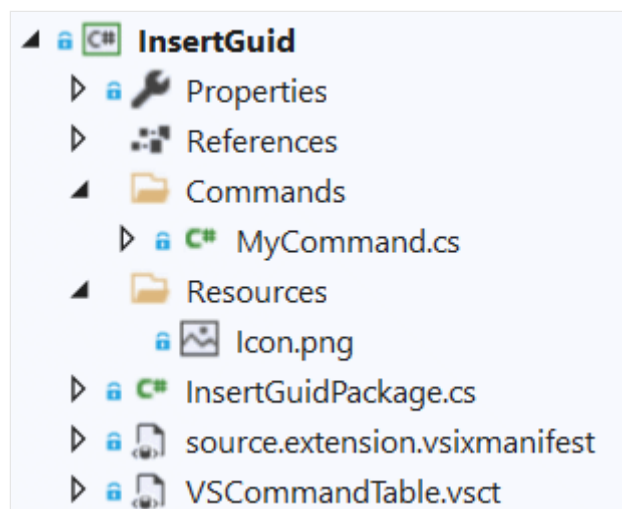 C# InsertGuid
Properties
References
Commands
C# MyCommand.cs
Resources
Icon.png
C# InsertGuidPackage.cs
source.extension.vsixmanifest
VSCommandTable.vsct